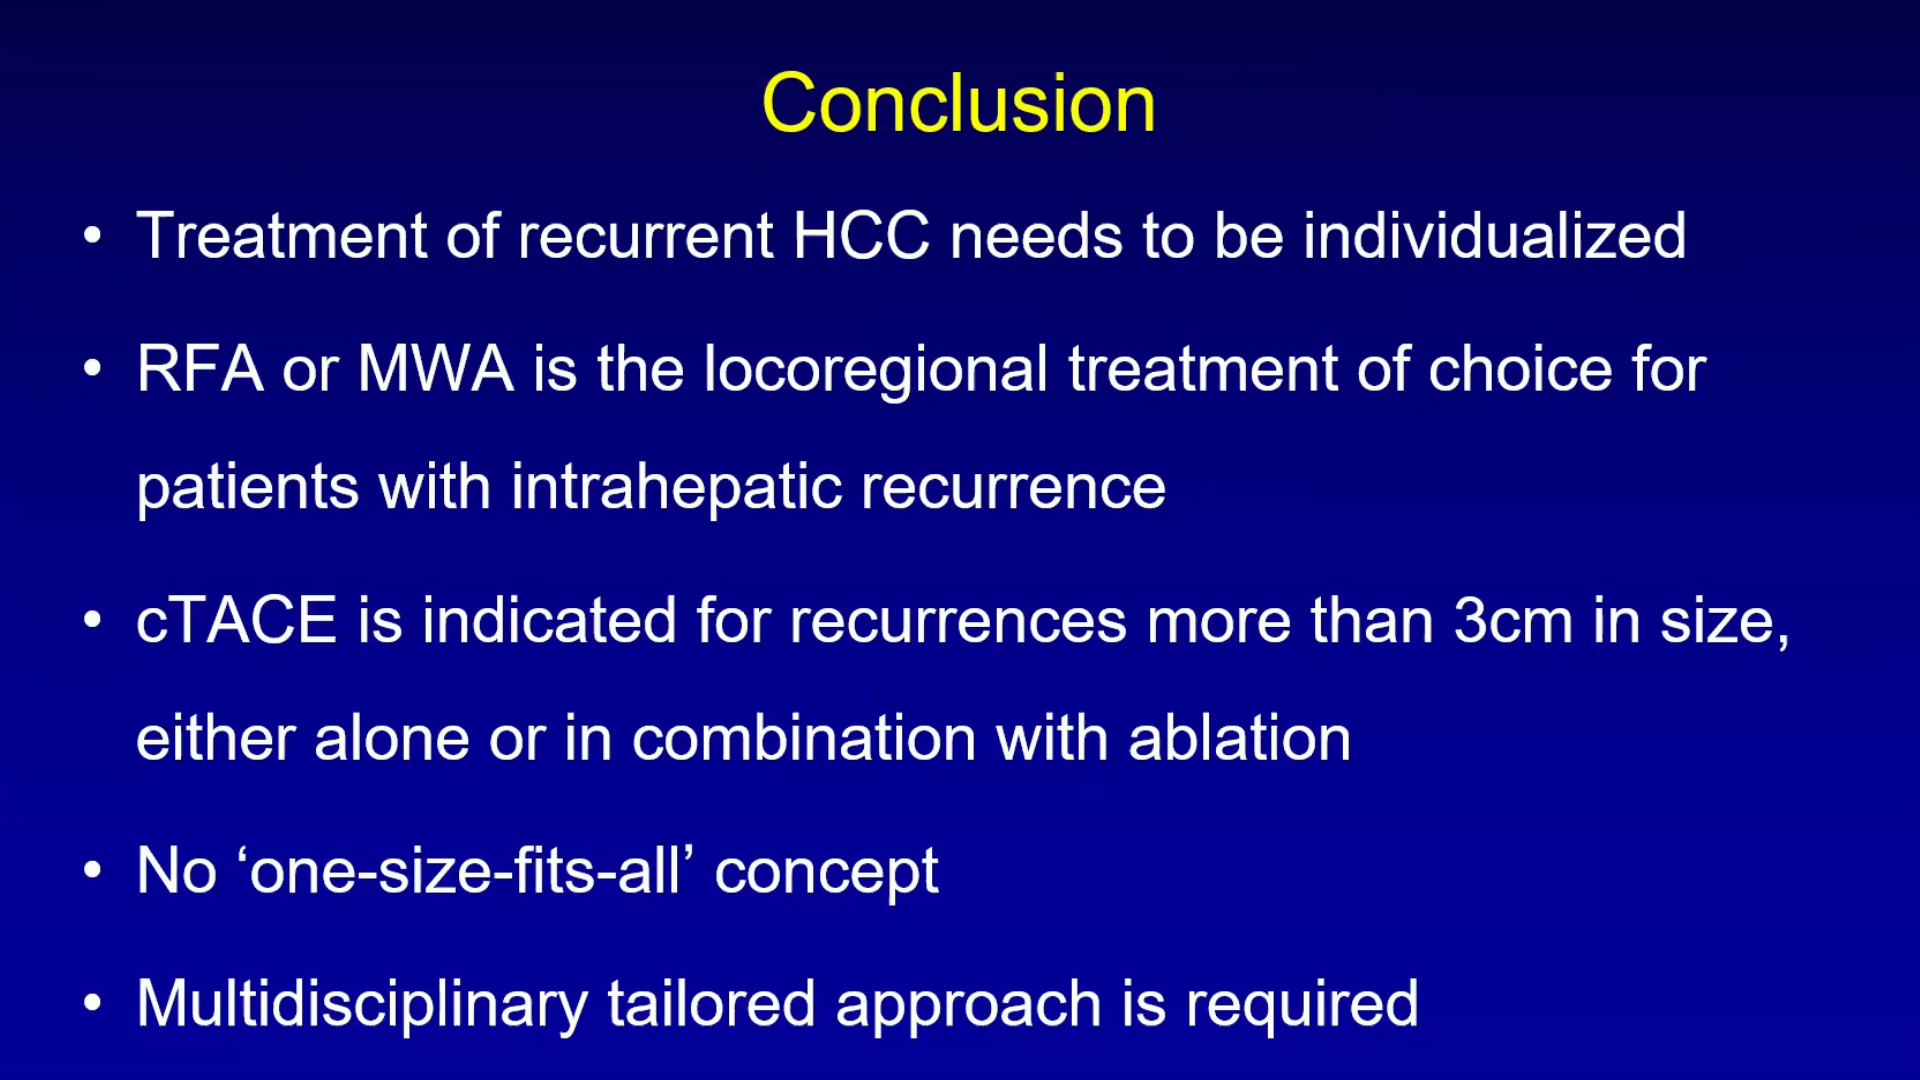 Conclusion
• Treatment of recurrent HCC needs to be individualized
• RFA or MWA is the locoregional treatment of choice for
patients with intrahepatic recurrence
• cTACE is indicated for recurrences more than 3cm in size,
either alone or in combination with ablation
• No ‘one-size-fits-all’ concept
• Multidisciplinary tailored approach is required